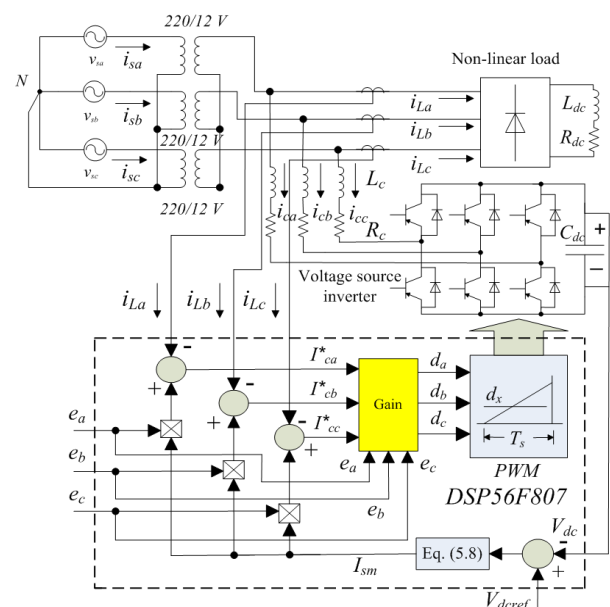 220/12 V
v_sa
i_sa
Non-linear load
N
i_La
L_dc
v_sb
i_sb
i_Lb
R_dc
220/12 V
v_sc
i_sc
i_Lc
L_c
220/12 V
i_ca
i_cb
i_cc
R_c
C_dc
+
−
Voltage source
inverter
i_La
i_Lb
i_Lc
-
I*_ca
d_a
+
-
I*_cb
Gain
d_b
d_x
+
-
I*_cc
d_c
T_s
+
e_a
e_a
e_c
PWM
e_b
e_b
DSP56F807
e_c
V_dc
-
I_sm
Eq. (5.8)
+
V_dcref